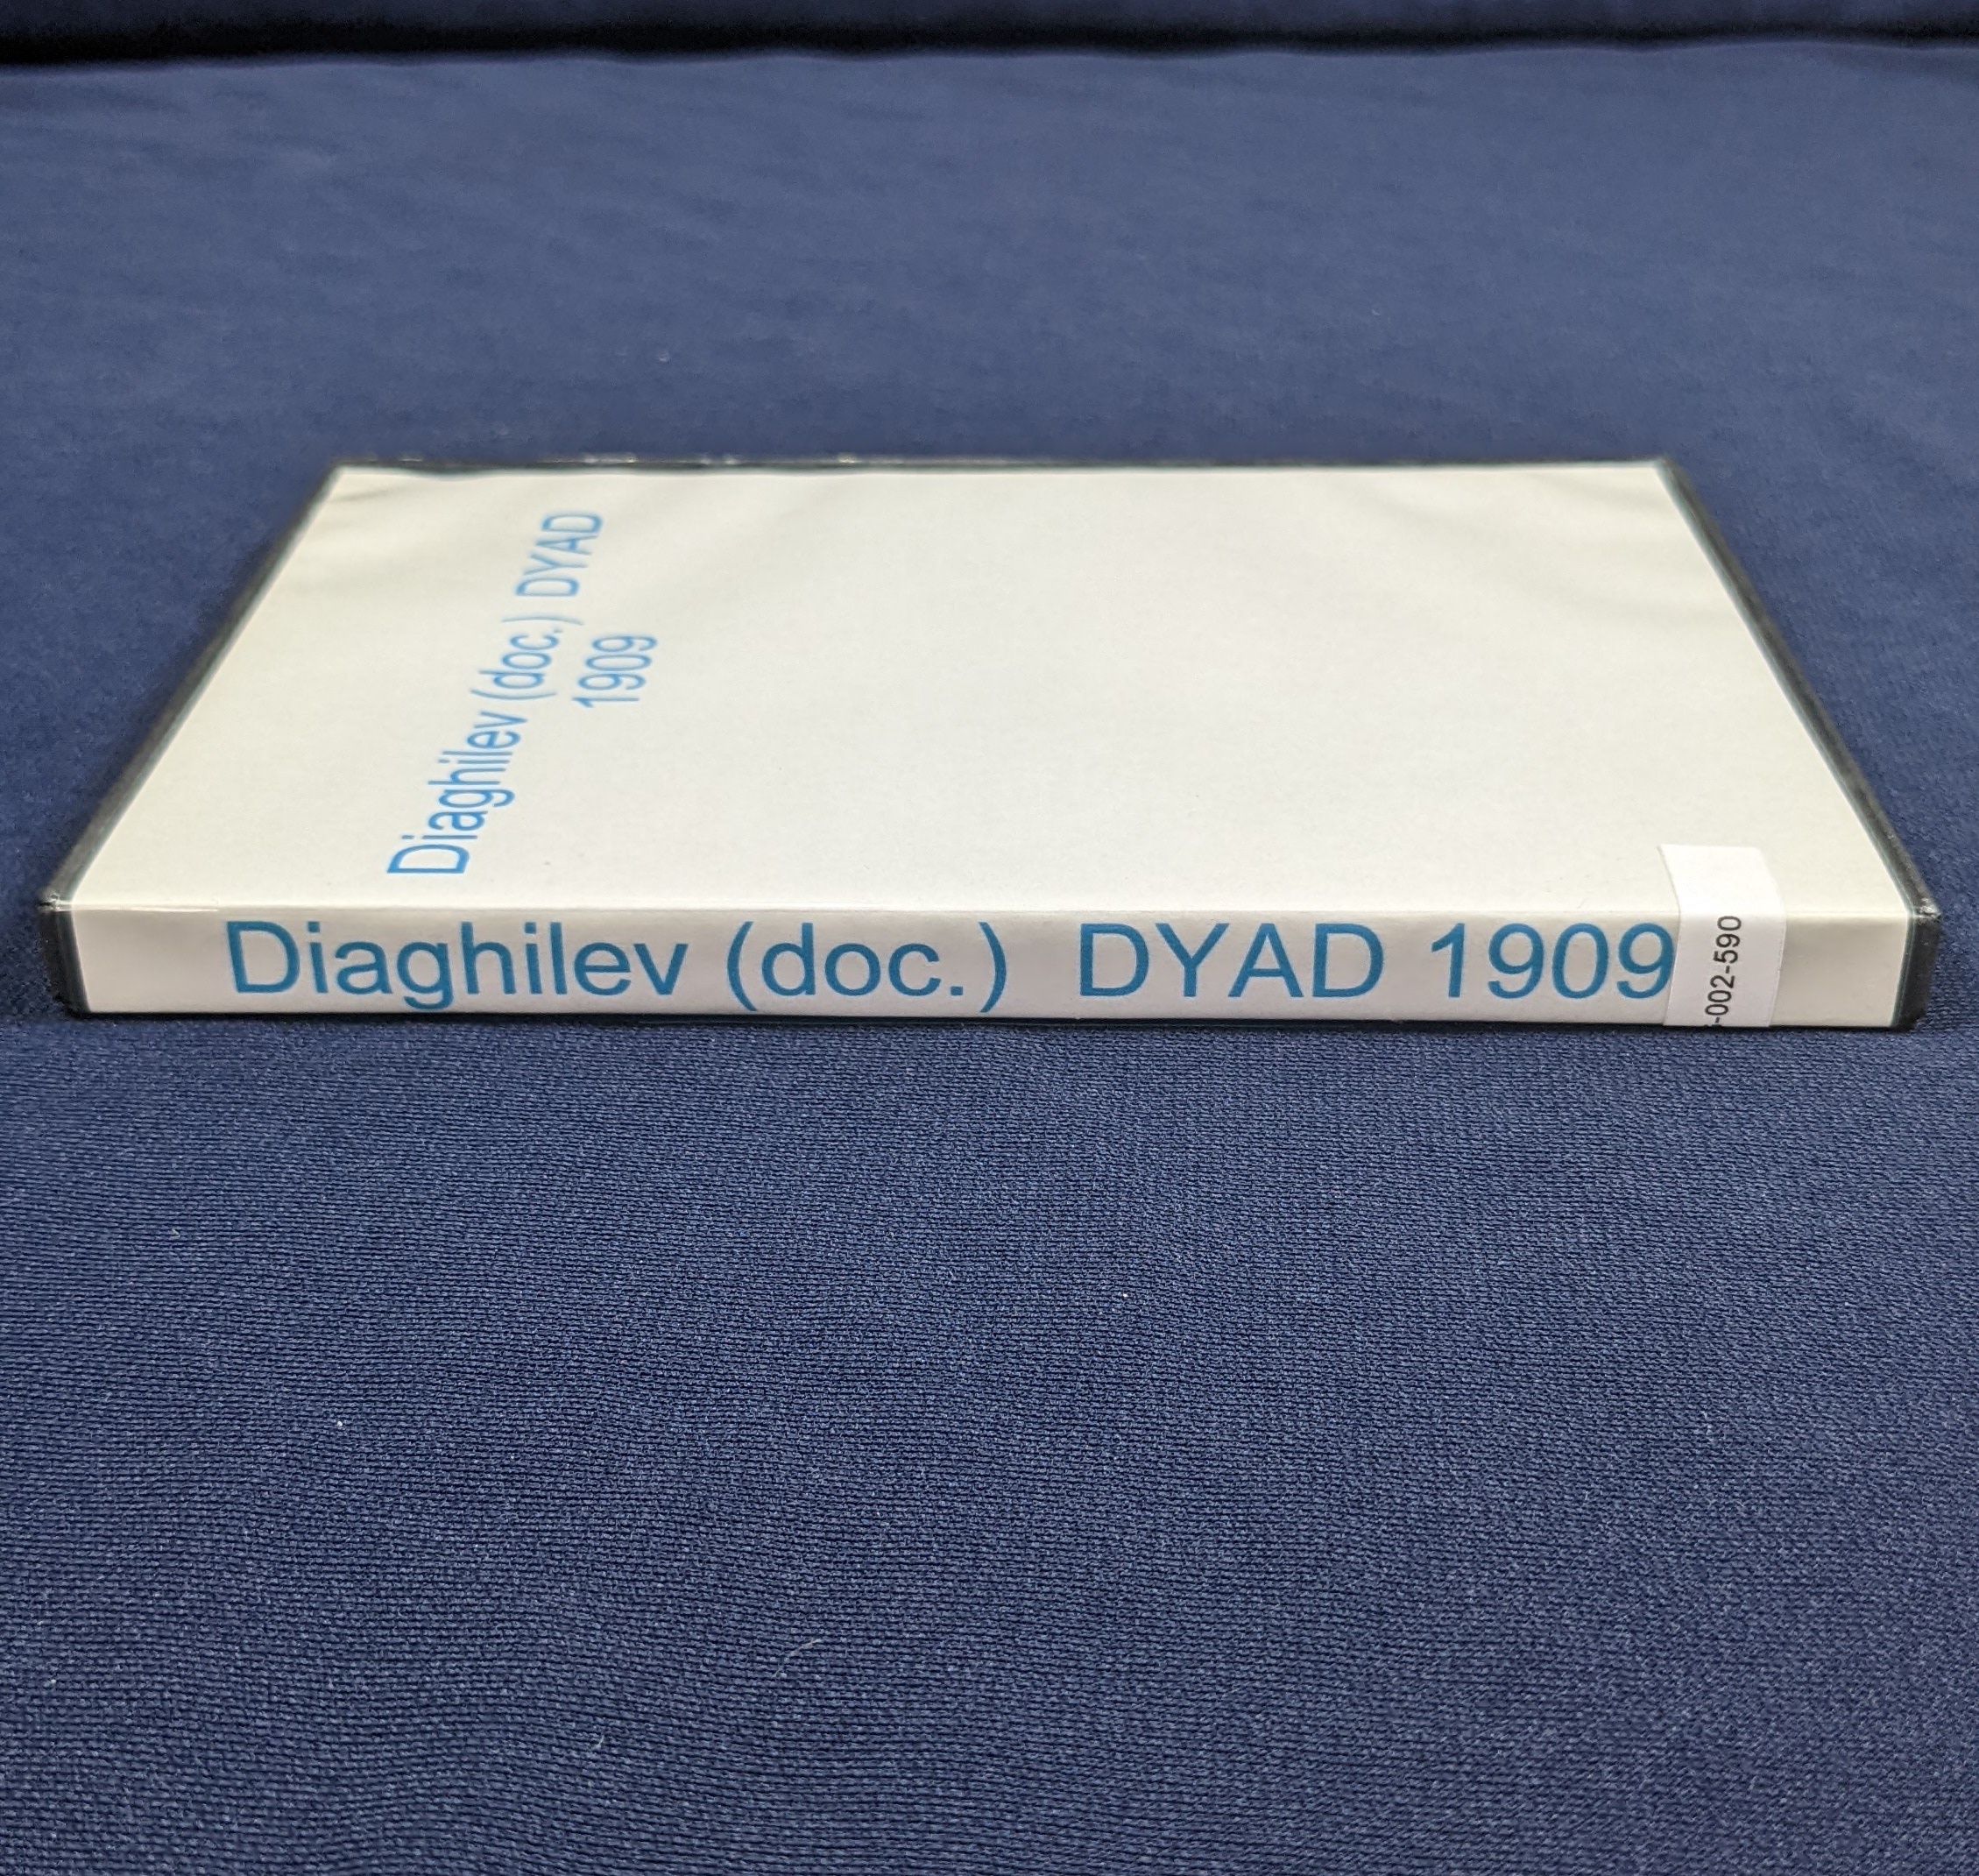 Diaghilev (doc.) DYAD
1909
Diaghilev (doc.) DYAD 1909
-002-590